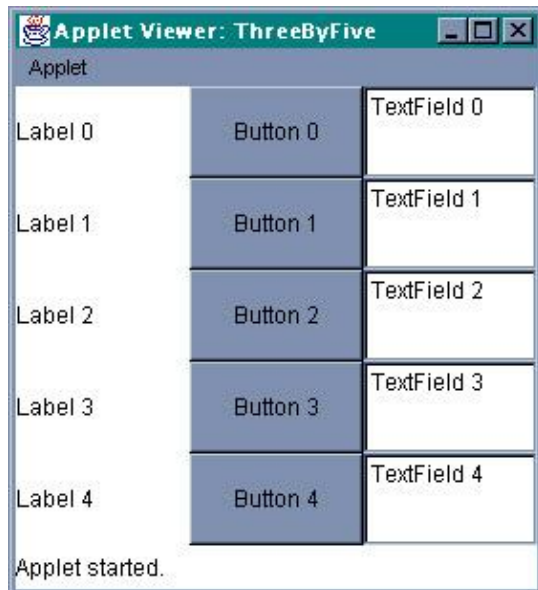 Applet Viewer: ThreeByFive
Applet
Label 0 Button 0 TextField 0
Label 1 Button 1 TextField 1
Label 2 Button 2 TextField 2
Label 3 Button 3 TextField 3
Label 4 Button 4 TextField 4
Applet started.